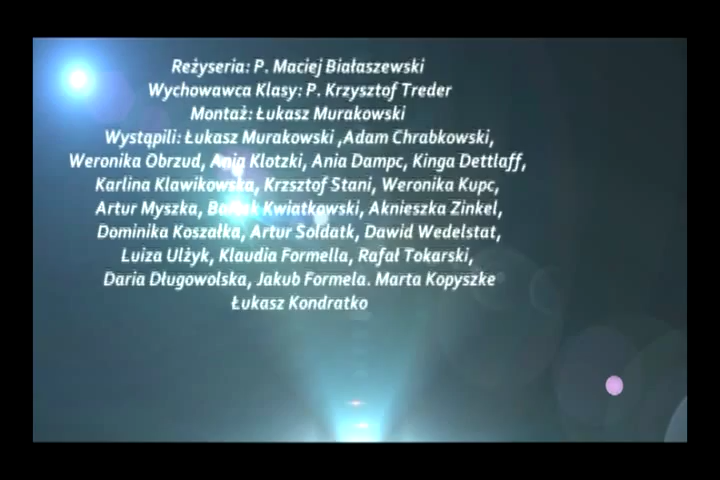 Reżyseria: P. Maciej Białaszewski
Wychowawca Klasy: P. Krzysztof Treder
Montaż: Łukasz Murakowski
Wystąpili: Łukasz Murakowski ,Adam Chrabkowski,
Weronika Obrzud, Ania Klotzki, Ania Dampc, Kinga Dettlaff,
Karlina Klawikowska, Krzsztof Stani, Weronika Kupc,
Artur Myszka, Bartek Kwiatkowski, Aknieszka Zinkel,
Dominika Koszałka, Artur Soldatk, Dawid Wedelstat,
Luiza Ulżyk, Klaudia Formella, Rafał Tokarski,
Daria Długowolska, Jakub Formela. Marta Kopyszke
Łukasz Kondratko